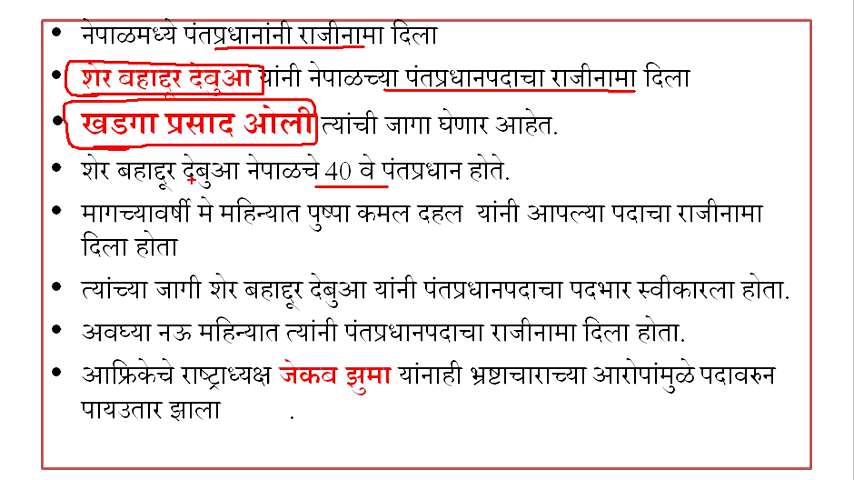 नेपाळमध्ये पंतप्रधानांनी राजीनामा दिला
शेर बहाद्दूर देबुआ यांनी नेपाळच्या पंतप्रधानपदाचा राजीनामा दिला
खडगा प्रसाद ओली त्यांची जागा घेणार आहेत.
शेर बहाद्दूर देबुआ नेपाळचे 40 वे पंतप्रधान होते.
मागच्यावर्षी मे महिन्यात पुष्पा कमल दहल यांनी आपल्या पदाचा राजीनामा
दिला होता
त्यांच्या जागी शेर बहाद्दूर देबुआ यांनी पंतप्रधानपदाचा पदभार स्वीकारला होता.
अवघ्या नऊ महिन्यात त्यांनी पंतप्रधानपदाचा राजीनामा दिला होता.
आफ्रिकेचे राष्ट्राध्यक्ष जेकब झुमा यांनाही भ्रष्टाचाराच्या आरोपांमुळे पदावरुन
पायउतार झाला .